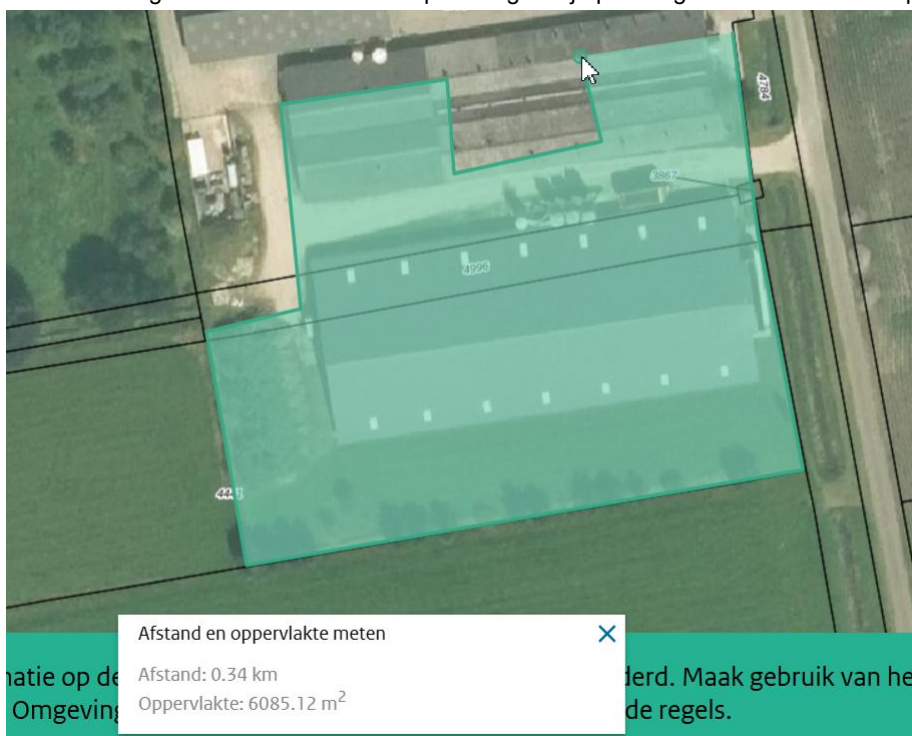 4784
3867
4996
Afstand en oppervlakte meten
Afstand: 0.34 km
Oppervlakte: 6085.12 m²
natie op de
derd. Maak gebruik van he
Omgeving
de regels.